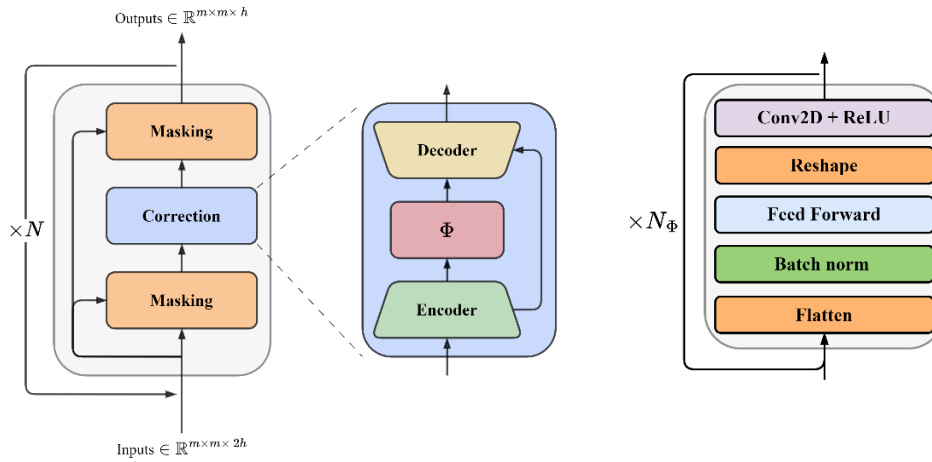 Outputs ∈ ℝ^{m×m×h}
Masking
Correction
Masking
×N
Inputs ∈ ℝ^{m×m×2h}
Decoder
Φ
Encoder
Conv2D + ReLU
Reshape
Feed Forward
Batch norm
Flatten
×N_Φ